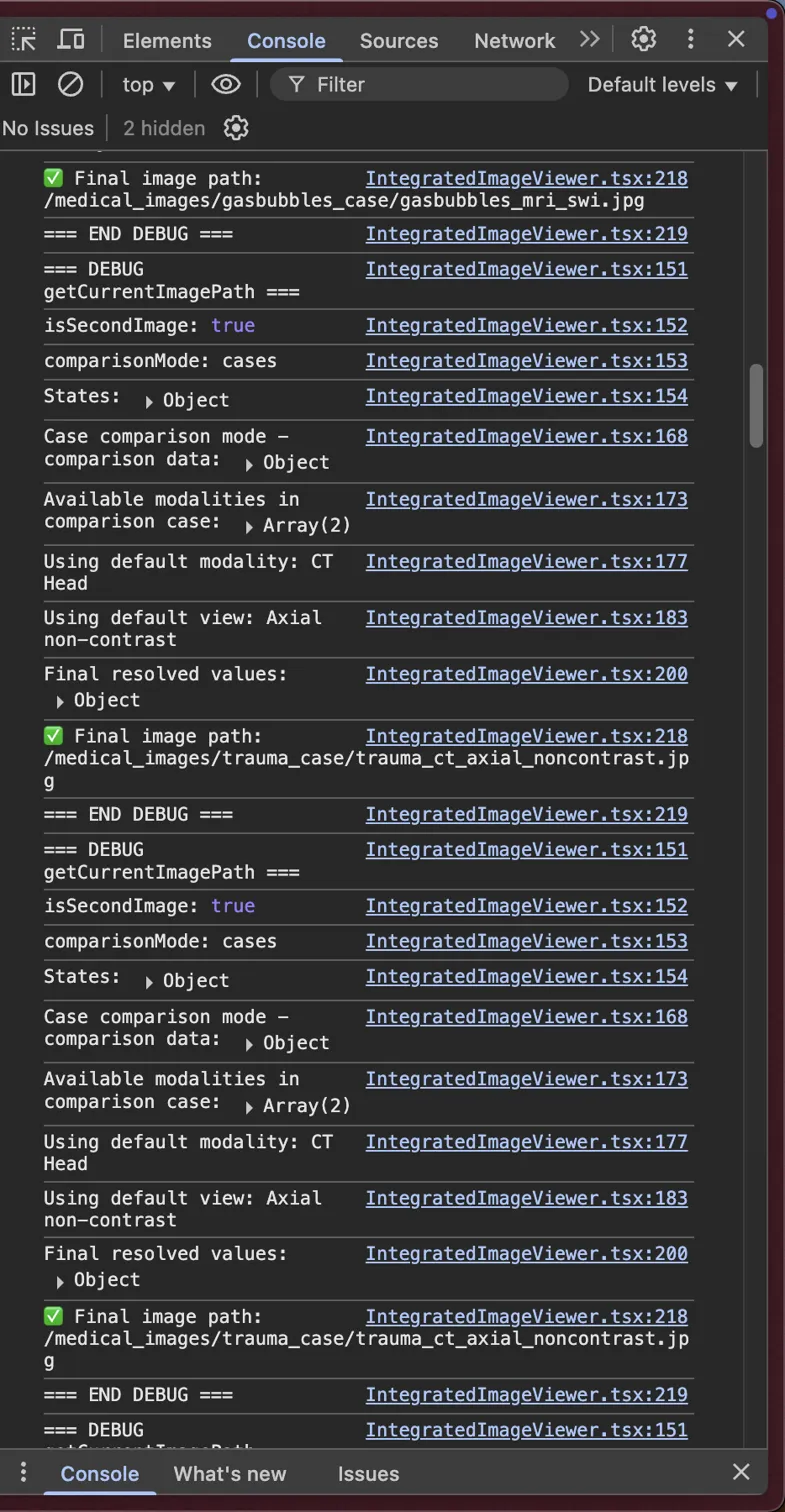 Elements Console Sources Network
top Filter Default levels
No Issues 2 hidden
✅ Final image path: IntegratedImageViewer.tsx:218
/medical_images/gasbubbles_case/gasbubbles_mri_swi.jpg
=== END DEBUG === IntegratedImageViewer.tsx:219
=== DEBUG IntegratedImageViewer.tsx:151
getCurrentImagePath ===
isSecondImage: true IntegratedImageViewer.tsx:152
comparisonMode: cases IntegratedImageViewer.tsx:153
States: ▶ Object IntegratedImageViewer.tsx:154
Case comparison mode – IntegratedImageViewer.tsx:168
comparison data: ▶ Object
Available modalities in IntegratedImageViewer.tsx:173
comparison case: ▶ Array(2)
Using default modality: CT IntegratedImageViewer.tsx:177
Head
Using default view: Axial IntegratedImageViewer.tsx:183
non-contrast
Final resolved values: IntegratedImageViewer.tsx:200
▶ Object
✅ Final image path: IntegratedImageViewer.tsx:218
/medical_images/trauma_case/trauma_ct_axial_noncontrast.jp
g
=== END DEBUG === IntegratedImageViewer.tsx:219
=== DEBUG IntegratedImageViewer.tsx:151
getCurrentImagePath ===
isSecondImage: true IntegratedImageViewer.tsx:152
comparisonMode: cases IntegratedImageViewer.tsx:153
States: ▶ Object IntegratedImageViewer.tsx:154
Case comparison mode – IntegratedImageViewer.tsx:168
comparison data: ▶ Object
Available modalities in IntegratedImageViewer.tsx:173
comparison case: ▶ Array(2)
Using default modality: CT IntegratedImageViewer.tsx:177
Head
Using default view: Axial IntegratedImageViewer.tsx:183
non-contrast
Final resolved values: IntegratedImageViewer.tsx:200
▶ Object
✅ Final image path: IntegratedImageViewer.tsx:218
/medical_images/trauma_case/trauma_ct_axial_noncontrast.jp
g
=== END DEBUG === IntegratedImageViewer.tsx:219
=== DEBUG IntegratedImageViewer.tsx:151
Console What's new Issues